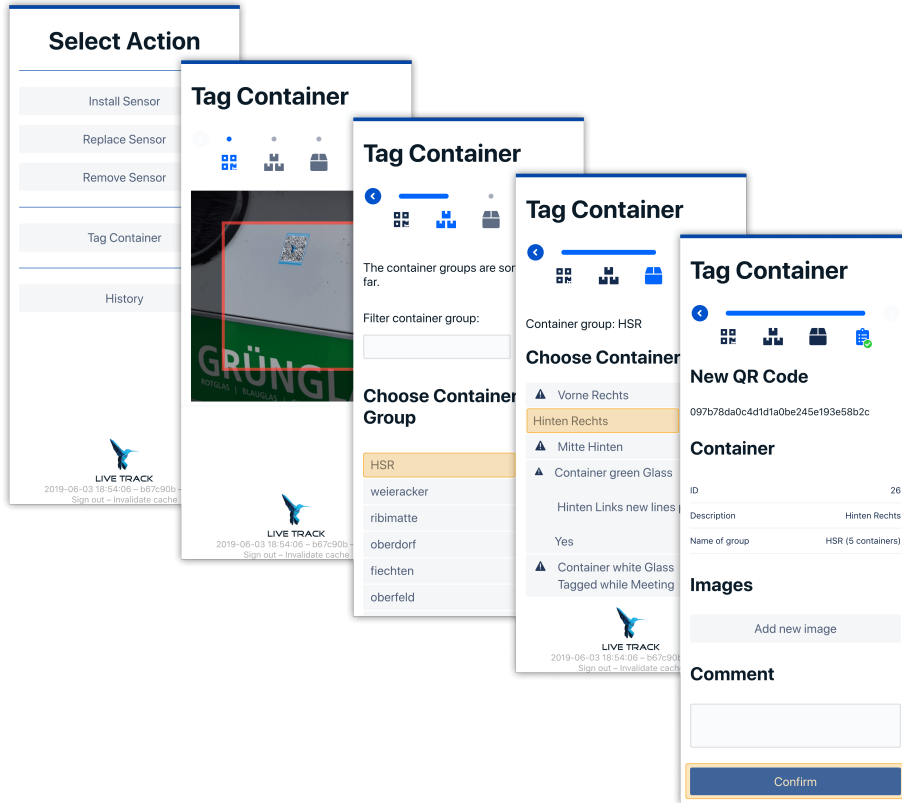 Select Action
Install Sensor
Replace Sensor
Remove Sensor
Tag Container
History
LIVE TRACK
2019-06-03 18:54:06 – b67c90b –
Sign out – Invalidate cache
Tag Container
GRÜNGL
ROTGLAS | BLAUGLAS |
LIVE TRACK
2019-06-03 18:54:06 – b67c90b –
Sign out – Invalidate cache
Tag Container
The container groups are sor
far.
Filter container group:
Choose Container
Group
HSR
weieracker
ribimatte
oberdorf
fiechten
oberfeld
Tag Container
Container group: HSR
Choose Container
Vorne Rechts
Hinten Rechts
Mitte Hinten
Container green Glass
Hinten Links new lines
Yes
Container white Glass
Tagged while Meeting
LIVE TRACK
2019-06-03 18:54:06 – b67c90b
Sign out – Invalidate cach
Tag Container
New QR Code
097b78da0c4d1d1a0be245e193e58b2c
Container
ID 26
Description Hinten Rechts
Name of group HSR (5 containers)
Images
Add new image
Comment
Confirm